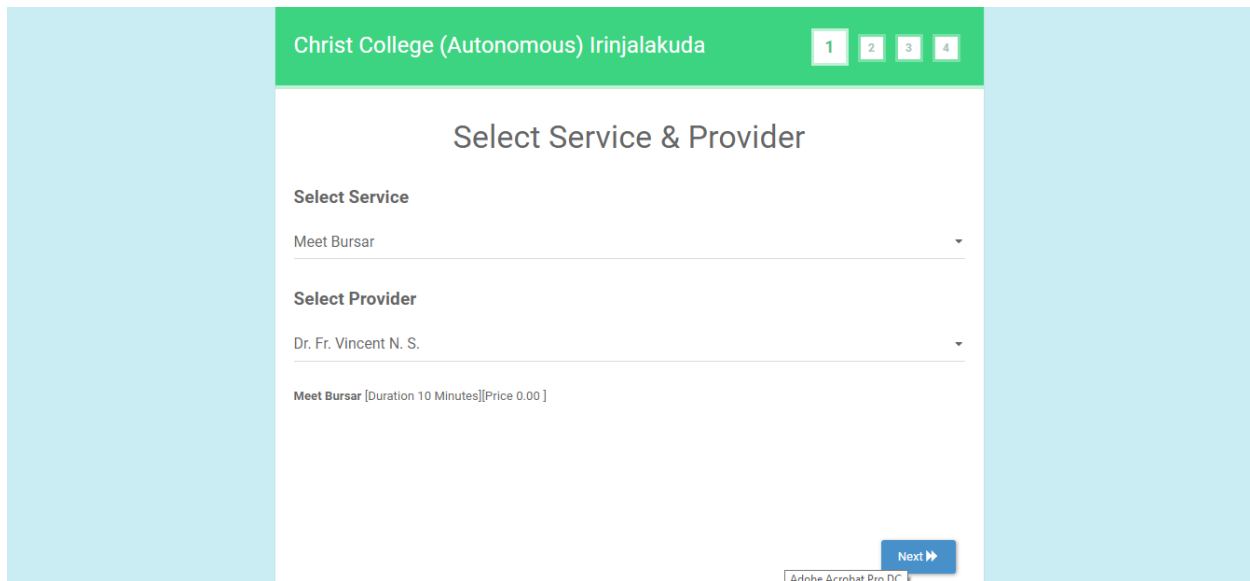 Christ College (Autonomous) Irinjalakuda
1 2 3 4
Select Service & Provider
Select Service
Meet Bursar
Select Provider
Dr. Fr. Vincent N. S.
Meet Bursar [Duration 10 Minutes][Price 0.00 ]
Next
Adobe Acrobat Pro DC